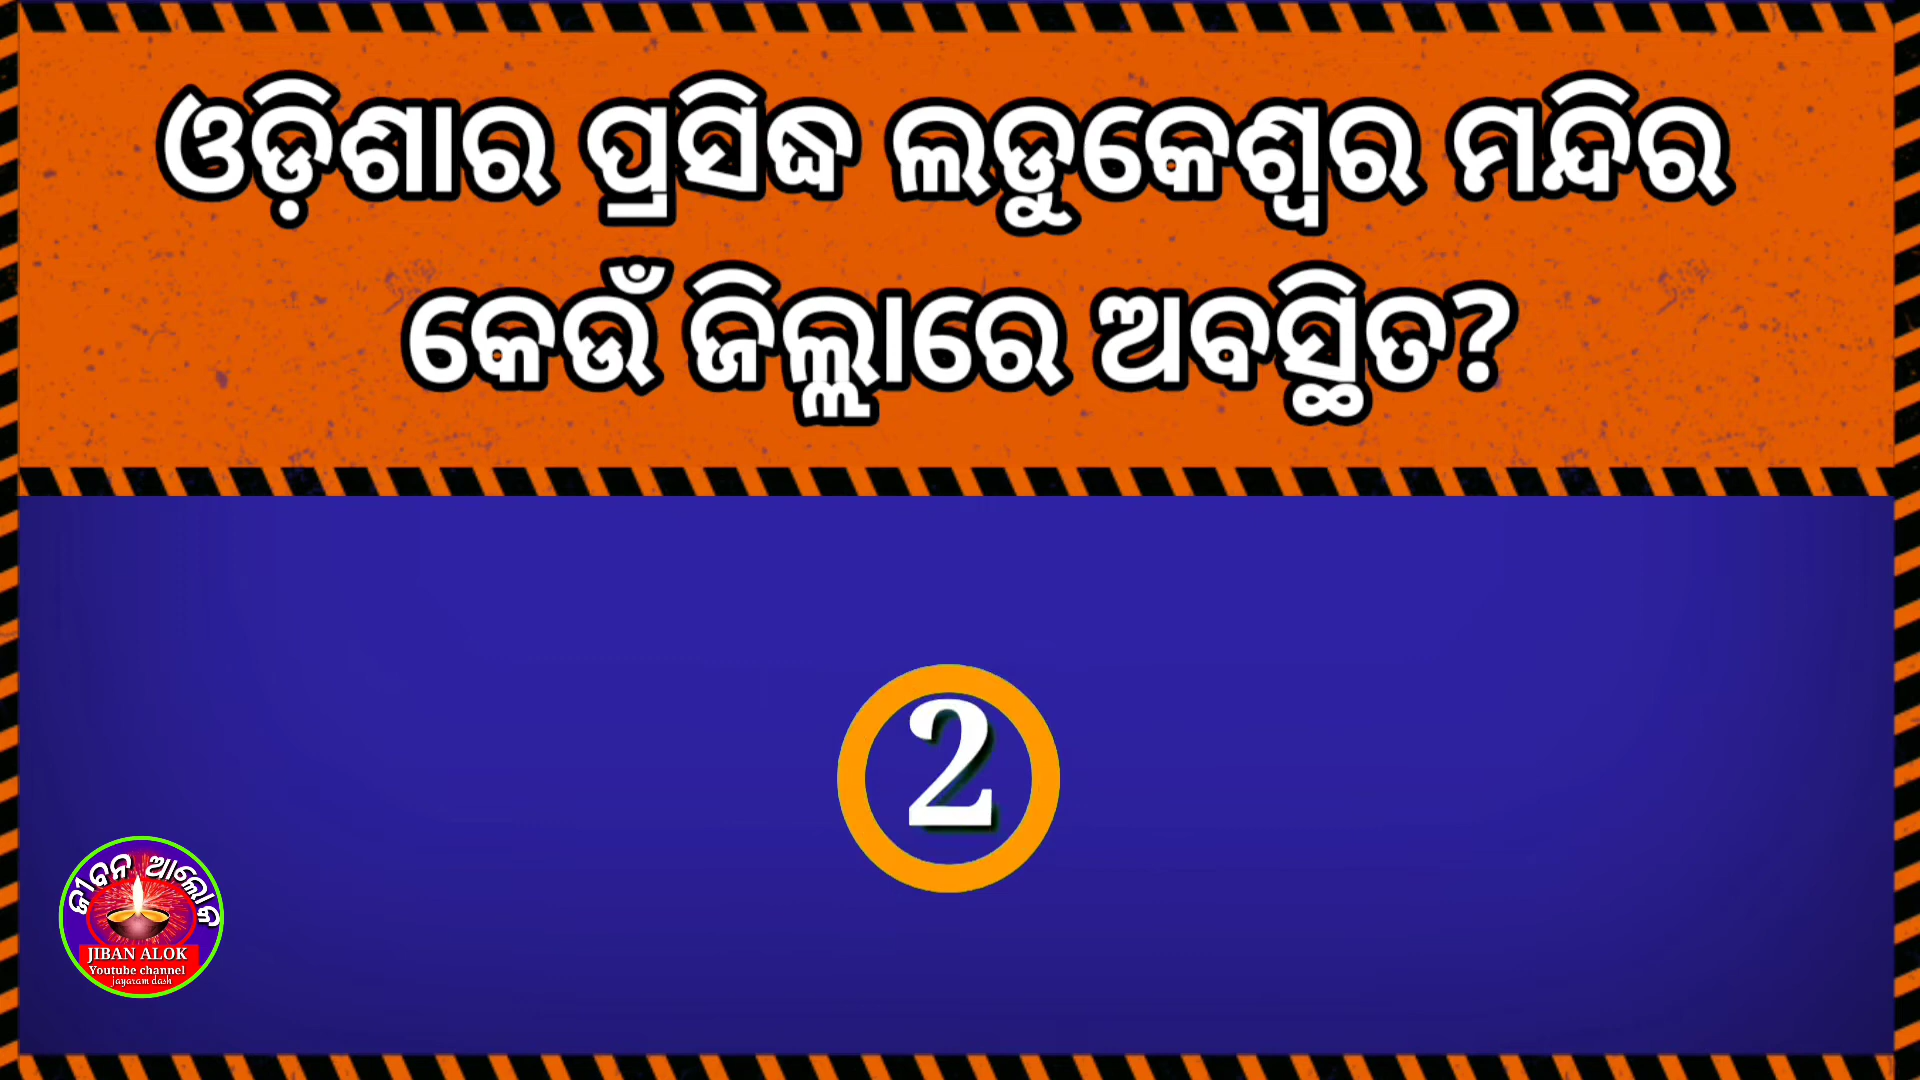 ଓଡ଼ିଶାର ପ୍ରସିଦ୍ଧ ଲଡୁକେଶ୍ୱର ମନ୍ଦିର
କେଉଁ ଜିଲ୍ଲାରେ ଅବସ୍ଥିତ?
2
ଜୀବନ ଆଲୋକ
JIBAN ALOK
Youtube channel
jayaram dash